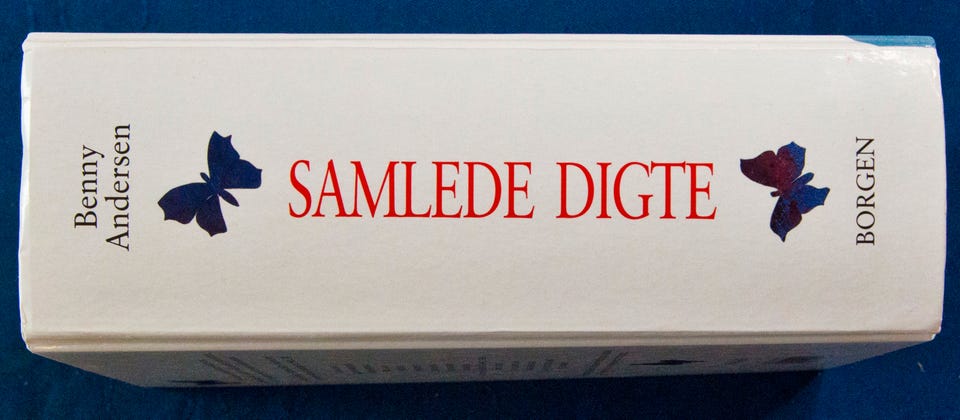 Benny
Andersen
SAMLEDE DIGTE
BORGEN